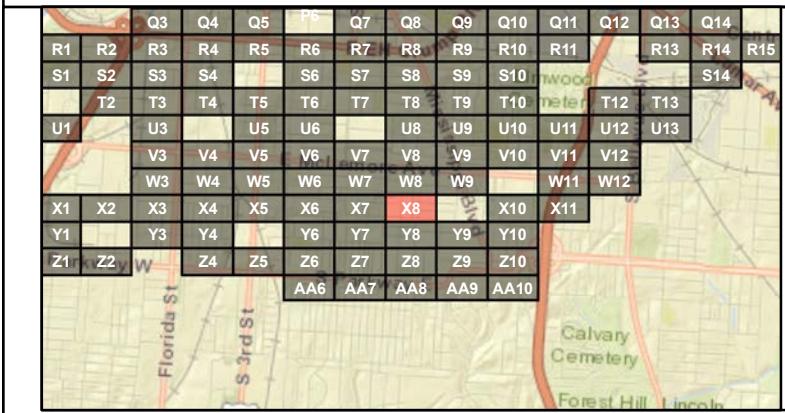 P6
Q3 Q4 Q5 Q7 Q8 Q9 Q10 Q11 Q12 Q13 Q14
R1 R2 R3 R4 R5 R6 R7 R8 R9 R10 R11 R13 R14 R15
E EH Crump
S1 S2 S3 S4 S6 S7 S8 S9 S10 S14
T2 T3 T4 T5 T6 T7 T8 T9 T10 T12 T13
U1 U3 U5 U6 U8 U9 U10 U11 U12 U13
V3 V4 V5 V6 V7 V8 V9 V10 V11 V12
E McLemore Ave
W3 W4 W5 W6 W7 W8 W9 W11 W12
X1 X2 X3 X4 X5 X6 X7 X8 X10 X11
Y1 Y3 Y4 Y6 Y7 Y8 Y9 Y10
Z1 Z2 Z4 Z5 Z6 Z7 Z8 Z9 Z10
AA6 AA7 AA8 AA9 AA10
Florida St
S 3rd St
Calvary
Cemetery
Forest Hill Lincoln